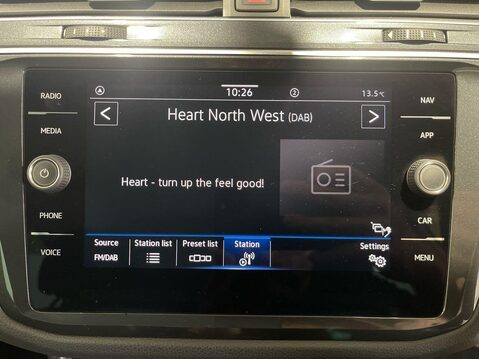 RADIO
MEDIA
PHONE
VOICE
10:26
2
13.5°C
< Heart North West (DAB) >
Heart - turn up the feel good!
Source
FM/DAB
Station list
Preset list
Station
Settings
NAV
APP
CAR
MENU